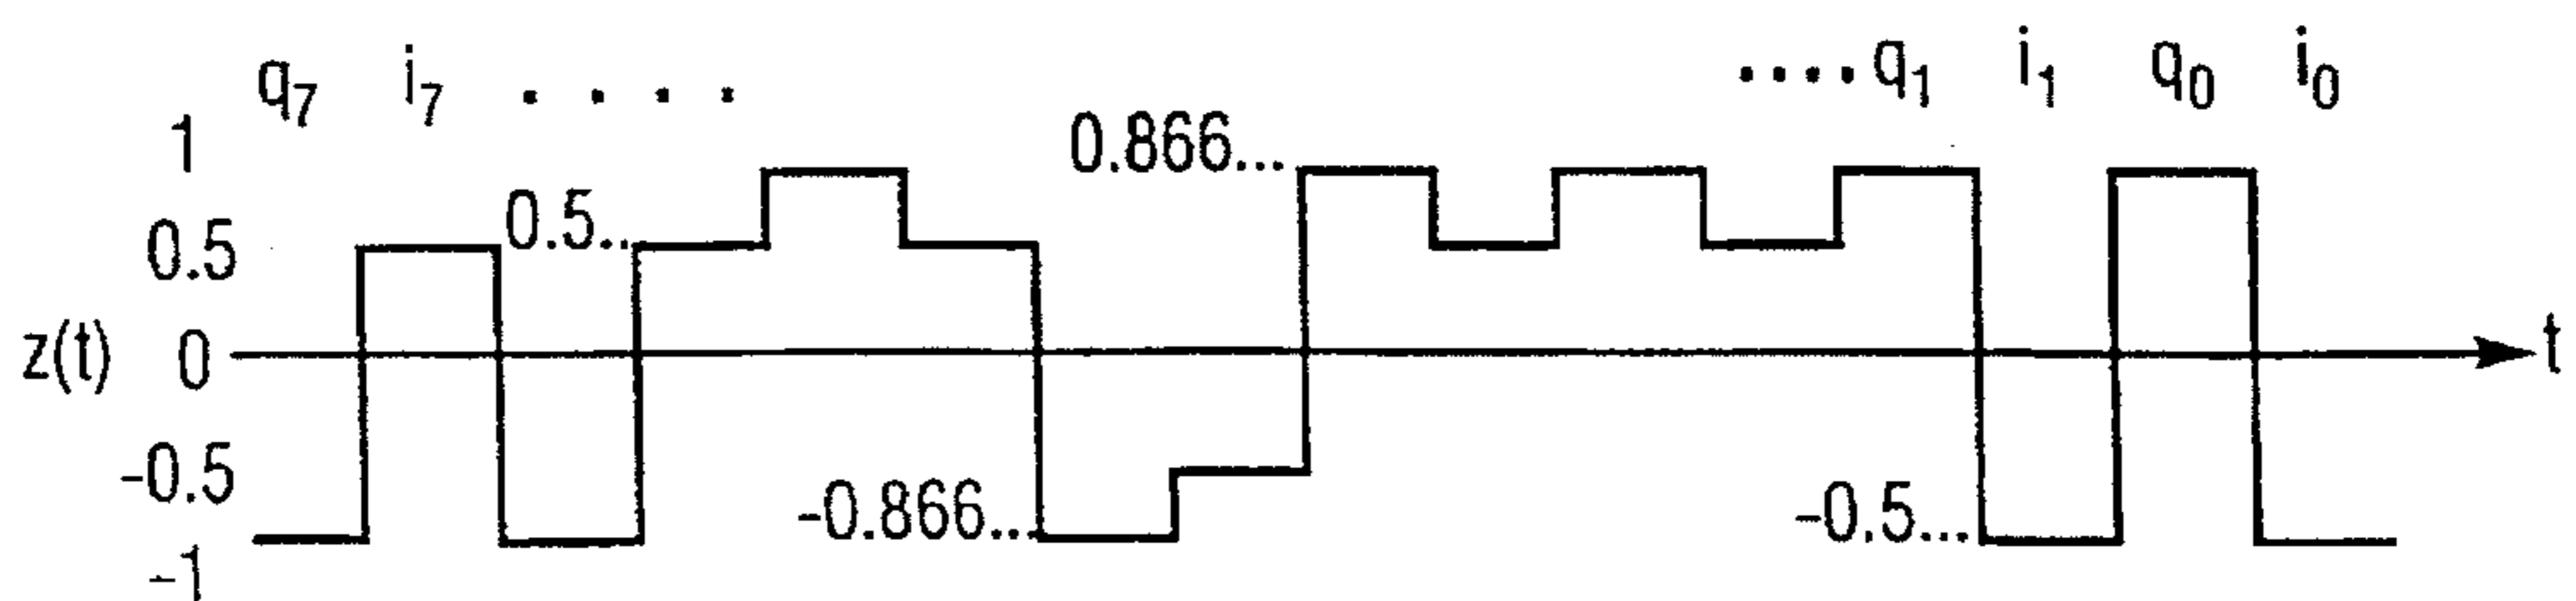 q7 i7 . . . . .... q1 i1 q0 i0
1 0.866...
0.5 0.5..
z(t) 0 t
-0.5 -0.866... -0.5...
-1